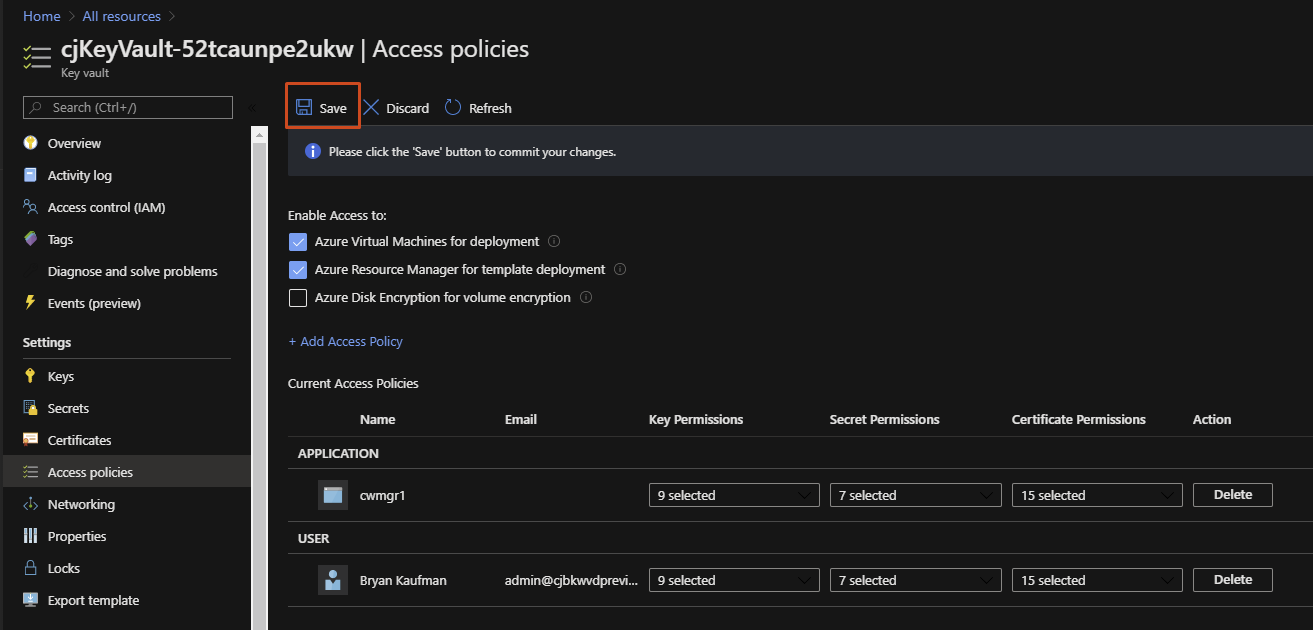 Home > All resources >
cjKeyVault-52tcaunpe2ukw | Access policies
Key vault
Search (Ctrl+/)
«
Overview
Activity log
Access control (IAM)
Tags
Diagnose and solve problems
Events (preview)
Settings
Keys
Secrets
Certificates
Access policies
Networking
Properties
Locks
Export template
Save Discard Refresh
Please click the 'Save' button to commit your changes.
Enable Access to:
Azure Virtual Machines for deployment
Azure Resource Manager for template deployment
Azure Disk Encryption for volume encryption
+ Add Access Policy
Current Access Policies
Name Email Key Permissions Secret Permissions Certificate Permissions Action
APPLICATION
cwmgr1 9 selected 7 selected 15 selected Delete
USER
Bryan Kaufman admin@cjbkwvdprevi... 9 selected 7 selected 15 selected Delete